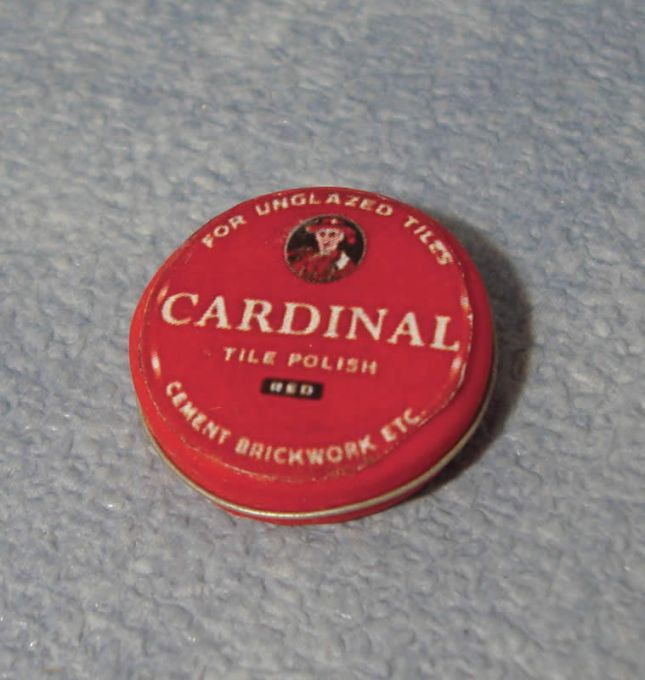 FOR UNGLAZED TILES
CARDINAL
TILE POLISH
RED
CEMENT BRICKWORK ETC.